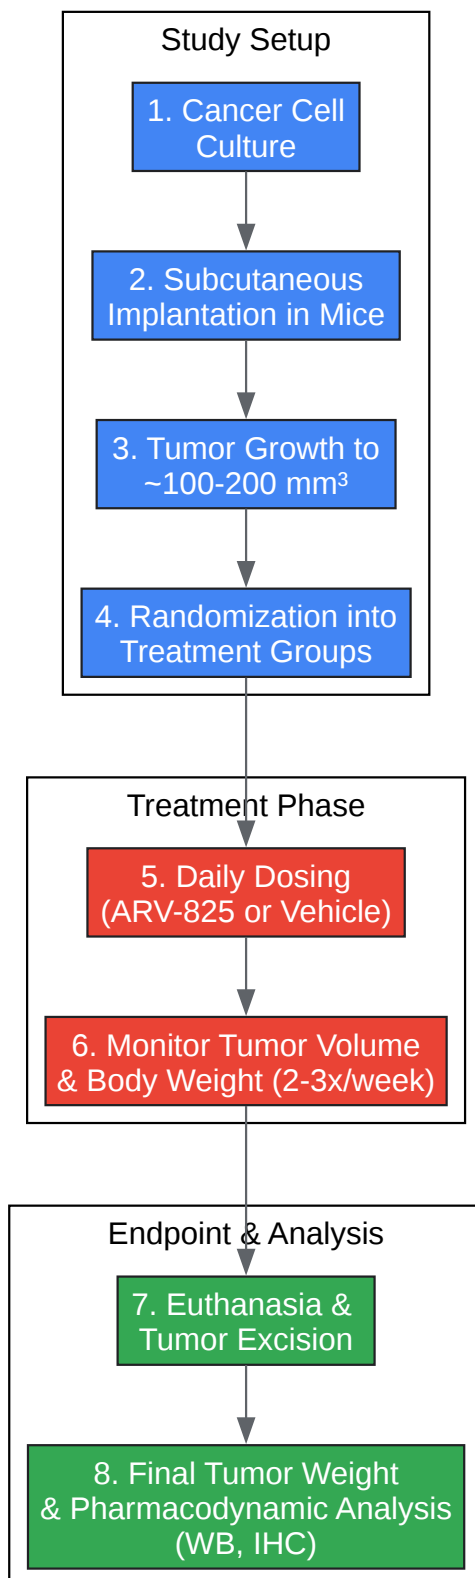 Study Setup
1. Cancer Cell
Culture
2. Subcutaneous
Implantation in Mice
3. Tumor Growth to
~100-200 mm³
4. Randomization into
Treatment Groups
Treatment Phase
5. Daily Dosing
(ARV-825 or Vehicle)
6. Monitor Tumor Volume
& Body Weight (2-3x/week)
Endpoint & Analysis
7. Euthanasia &
Tumor Excision
8. Final Tumor Weight
& Pharmacodynamic Analysis
(WB, IHC)